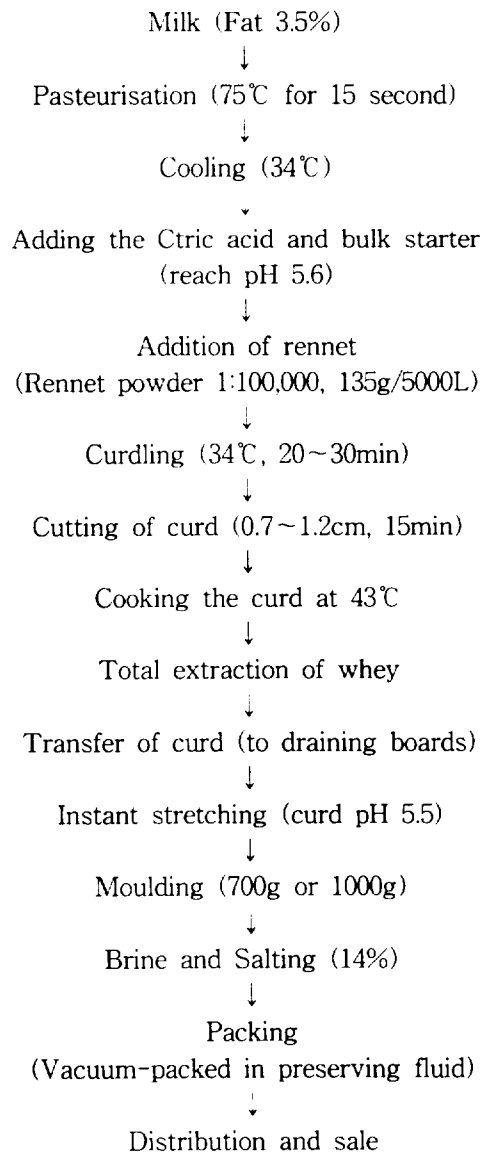 Milk (Fat 3.5%)
↓
Pasteurisation (75℃ for 15 second)
↓
Cooling (34℃)
↓
Adding the Ctric acid and bulk starter
(reach pH 5.6)
↓
Addition of rennet
(Rennet powder 1:100,000, 135g/5000L)
↓
Curdling (34℃, 20~30min)
↓
Cutting of curd (0.7~1.2cm, 15min)
↓
Cooking the curd at 43℃
↓
Total extraction of whey
↓
Transfer of curd (to draining boards)
↓
Instant stretching (curd pH 5.5)
↓
Moulding (700g or 1000g)
↓
Brine and Salting (14%)
↓
Packing
(Vacuum-packed in preserving fluid)
↓
Distribution and sale